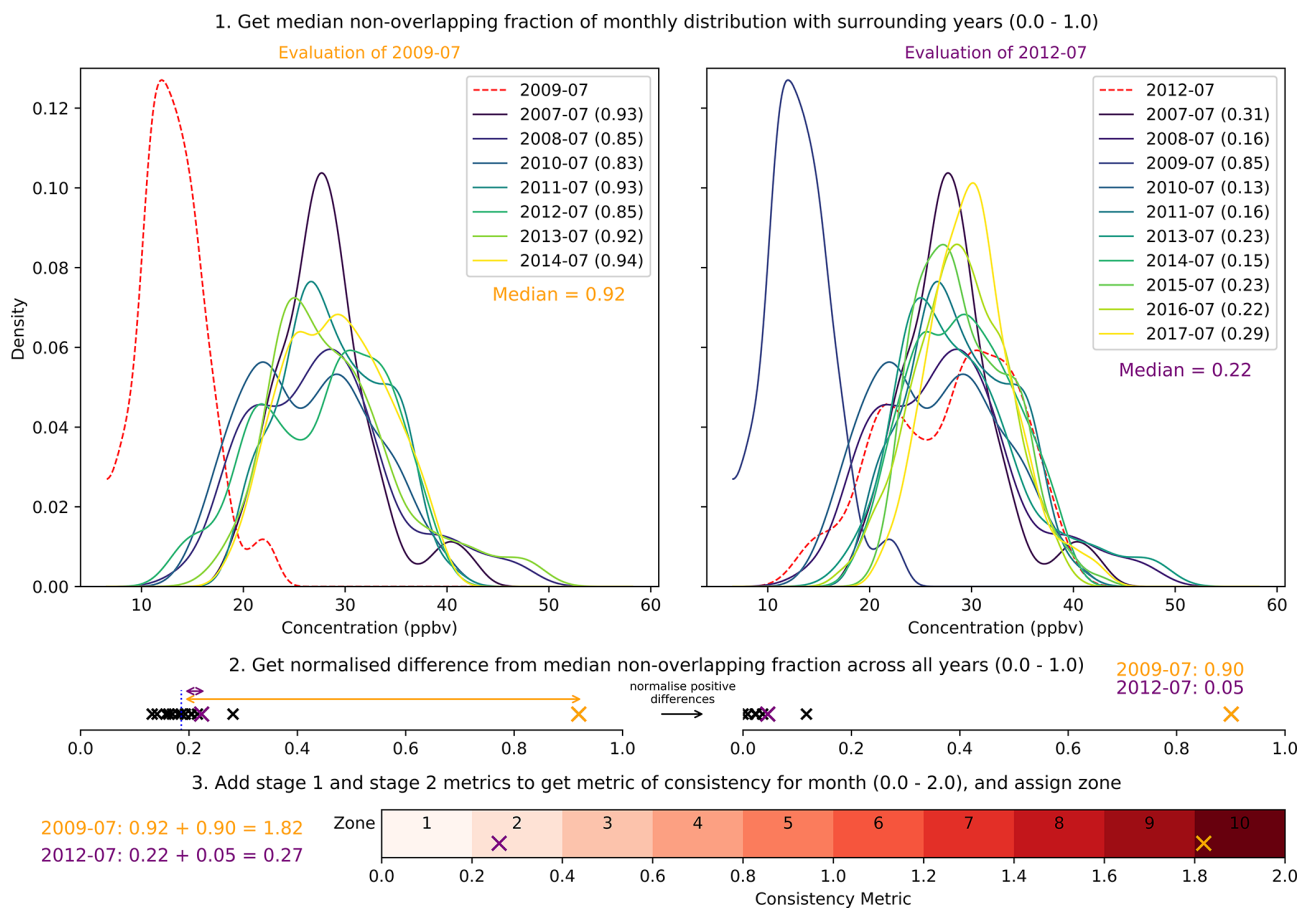 1. Get median non-overlapping fraction of monthly distribution with surrounding years (0.0 - 1.0)
Evaluation of 2009-07
Evaluation of 2012-07
Density
0.12
0.10
0.08
0.06
0.04
0.02
0.00
2009-07
2007-07 (0.93)
2008-07 (0.85)
2010-07 (0.83)
2011-07 (0.93)
2012-07 (0.85)
2013-07 (0.92)
2014-07 (0.94)
Median = 0.92
10 20 30 40 50 60
Concentration (ppbv)
2012-07
2007-07 (0.31)
2008-07 (0.16)
2009-07 (0.85)
2010-07 (0.13)
2011-07 (0.16)
2013-07 (0.23)
2014-07 (0.15)
2015-07 (0.23)
2016-07 (0.22)
2017-07 (0.29)
Median = 0.22
10 20 30 40 50 60
Concentration (ppbv)
2. Get normalised difference from median non-overlapping fraction across all years (0.0 - 1.0)
2009-07: 0.90
2012-07: 0.05
normalise positive
differences
0.0 0.2 0.4 0.6 0.8 1.0
0.0 0.2 0.4 0.6 0.8 1.0
3. Add stage 1 and stage 2 metrics to get metric of consistency for month (0.0 - 2.0), and assign zone
2009-07: 0.92 + 0.90 = 1.82
2012-07: 0.22 + 0.05 = 0.27
Zone 1 2 3 4 5 6 7 8 9 10
0.0 0.2 0.4 0.6 0.8 1.0 1.2 1.4 1.6 1.8 2.0
Consistency Metric